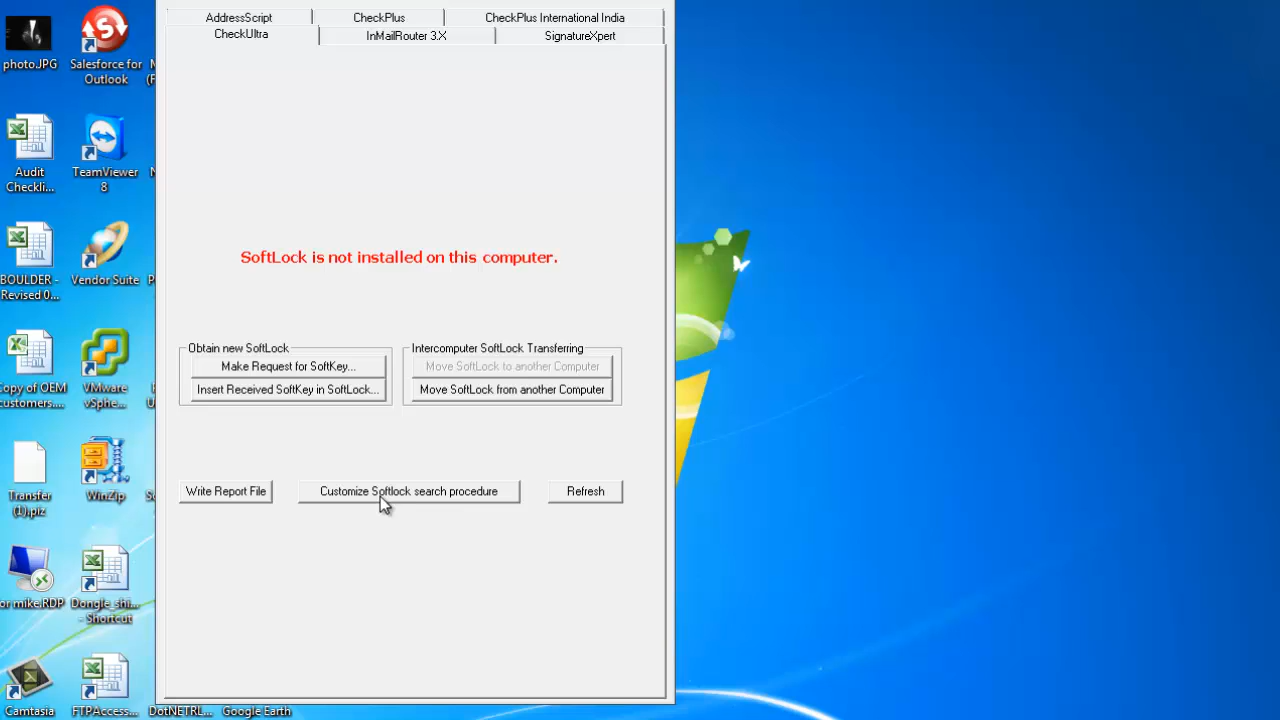 AddressScript
CheckPlus
CheckPlus International India
CheckUltra
InMailRouter 3.X
SignatureXpert
SoftLock is not installed on this computer.
Obtain new SoftLock
Make Request for SoftKey...
Insert Received SoftKey in SoftLock...
Intercomputer SoftLock Transferring
Move SoftLock to another Computer
Move SoftLock from another Computer
Write Report File
Customize Softlock search procedure
Refresh
photo.JPG
Salesforce for
Outlook
Audit
Checkli...
TeamViewer
8
BOULDER -
Revised 0...
Vendor Suite
Copy of OEM
customers....
VMware
vSphe...
Transfer
(1).piz
WinZip
or mike.RDP
Dongle_shi...
- Shortcut
Camtasia
FTPAccess...
DotNETRL...
Google Earth